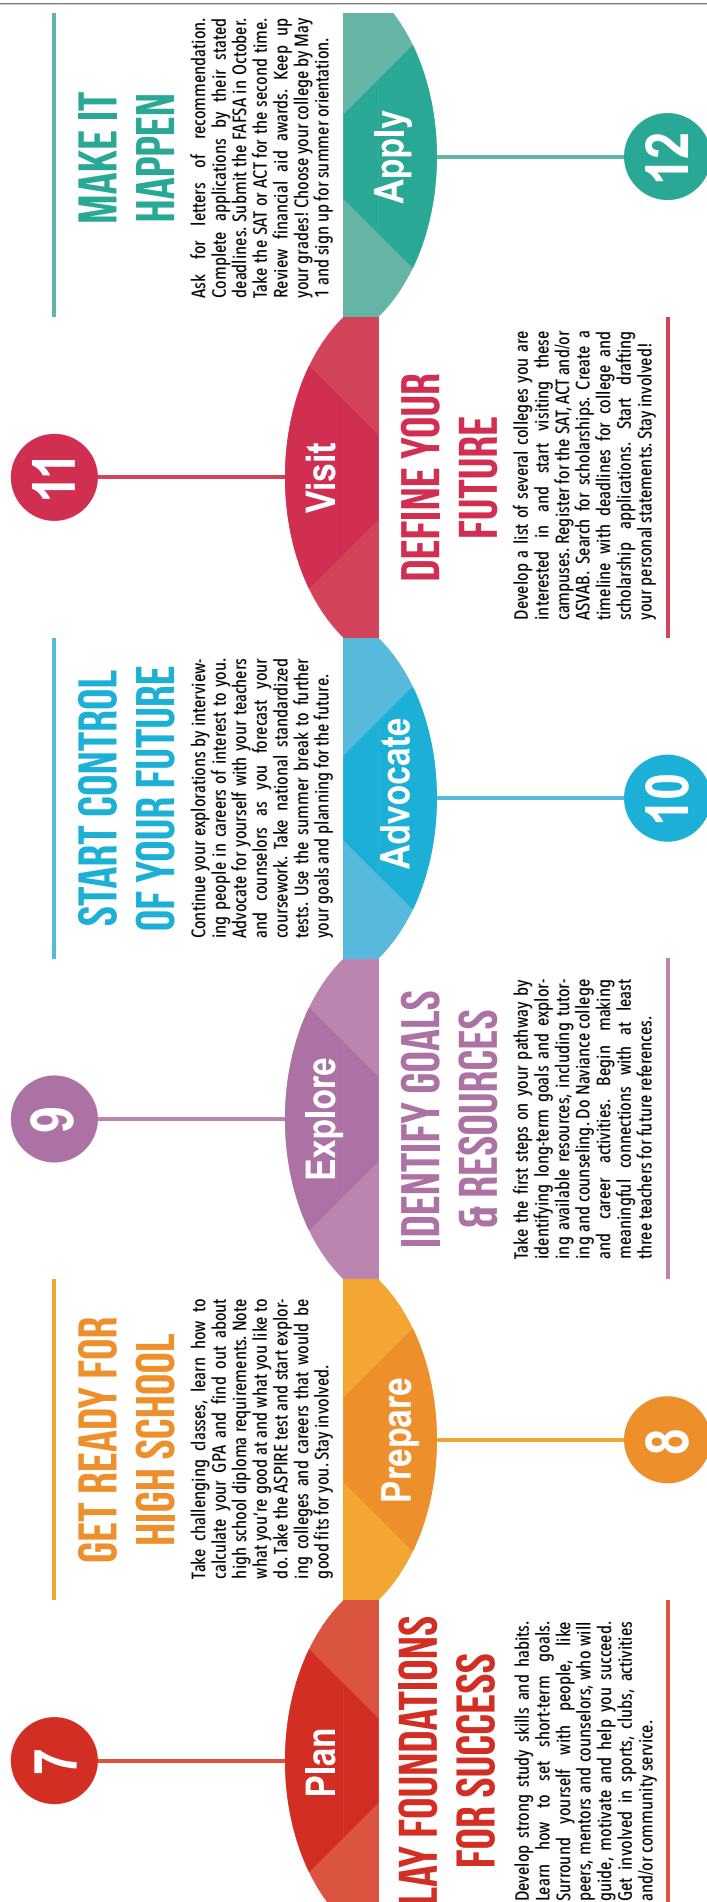 7
Plan
LAY FOUNDATIONS
FOR SUCCESS
Develop strong study skills and habits.
Learn how to set short-term goals.
Surround yourself with people, like
peers, mentors and counselors, who will
guide, motivate and help you succeed.
Get involved in sports, clubs, activities
and/or community service.
GET READY FOR
HIGH SCHOOL
Take challenging classes, learn how to
calculate your GPA and find out about
high school diploma requirements. Note
what you're good at and what you like to
do. Take the ASPIRE test and start explor-
ing colleges and careers that would be
good fits for you. Stay involved.
Prepare
8
9
Explore
IDENTIFY GOALS
& RESOURCES
Take the first steps on your pathway by
identifying long-term goals and explor-
ing available resources, including tutor-
ing and counseling. Do Naviance college
and career activities. Begin making
meaningful connections with at least
three teachers for future references.
START CONTROL
OF YOUR FUTURE
Continue your explorations by interview-
ing people in careers of interest to you.
Advocate for yourself with your teachers
and counselors as you forecast your
coursework. Take national standardized
tests. Use the summer break to further
your goals and planning for the future.
Advocate
10
11
Visit
DEFINE YOUR
FUTURE
Develop a list of several colleges you are
interested in and start visiting these
campuses. Register for the SAT, ACT and/or
ASVAB. Search for scholarships. Create a
timeline with deadlines for college and
scholarship applications. Start drafting
your personal statements. Stay involved!
MAKE IT
HAPPEN
Ask for letters of recommendation.
Complete applications by their stated
deadlines. Submit the FAFSA in October.
Take the SAT or ACT for the second time.
Review financial aid awards. Keep up
your grades! Choose your college by May
1 and sign up for summer orientation.
Apply
12